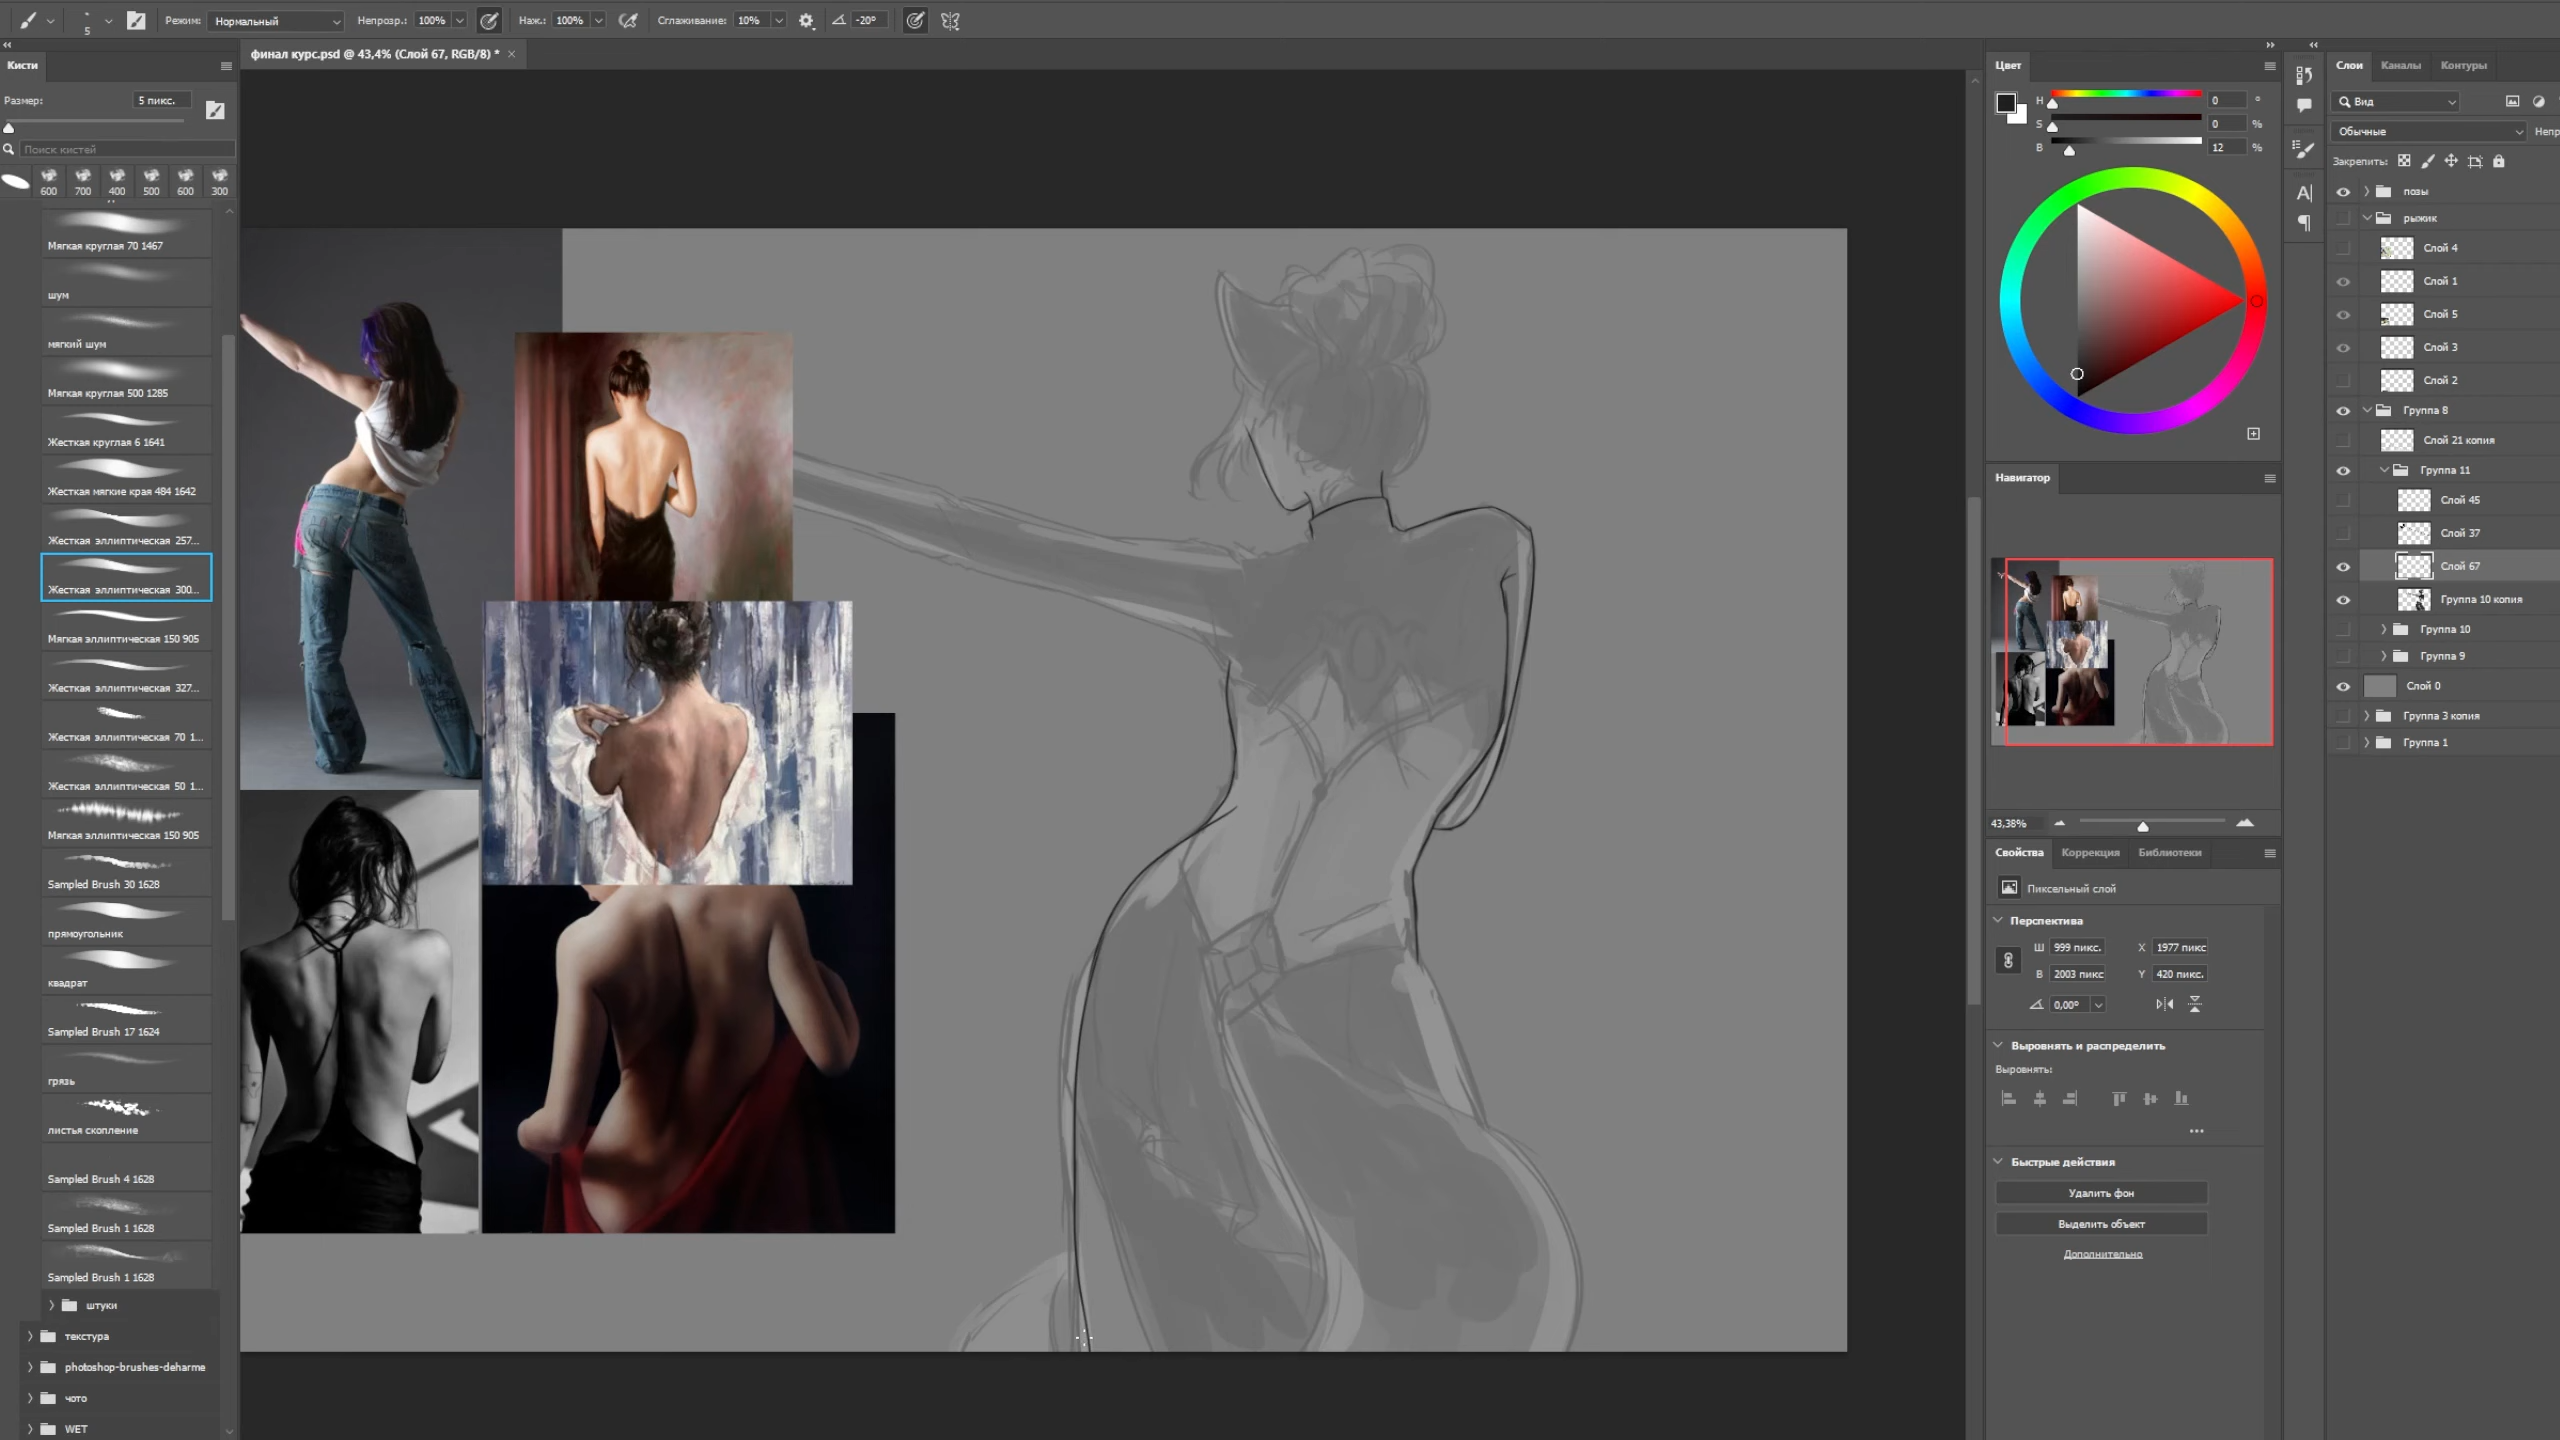 5
Режим: Нормальный
Непрозр.: 100%
Наж.: 100%
Сглаживание: 10%
-20°
Кисти
Размер: 5 пикс.
Поиск кистей
600 700 400 500 600 300
Мягкая круглая 70 1467
шум
мягкий шум
Мягкая круглая 500 1285
Жесткая круглая 6 1641
Жесткая мягкие края 484 1642
Жесткая эллиптическая 257...
Жесткая эллиптическая 300...
Мягкая эллиптическая 150 905
Жесткая эллиптическая 327...
Жесткая эллиптическая 70 1...
Жесткая эллиптическая 50 1...
Мягкая эллиптическая 150 905
Sampled Brush 30 1628
прямоугольник
квадрат
Sampled Brush 17 1624
грязь
листья скопление
Sampled Brush 4 1628
Sampled Brush 1 1628
Sampled Brush 1 1628
штуки
текстура
photoshop-brushes-deharme
чото
WET
финал курс.psd @ 43,4% (Слой 67, RGB/8) *
Цвет
H 0 °
S 0 %
B 12 %
Навигатор
43,38%
Свойства Коррекция Библиотеки
Пиксельный слой
Перспектива
Ш 999 пикс. X 1977 пикс
В 2003 пикс Y 420 пикс.
0,00°
Выровнять и распределить
Выровнять:
Быстрые действия
Удалить фон
Выделить объект
Дополнительно
Слои Каналы Контуры
Вид
Обычные Непр
Закрепить:
позы
рыжик
Слой 4
Слой 1
Слой 5
Слой 3
Слой 2
Группа 8
Слой 21 копия
Группа 11
Слой 45
Слой 37
Слой 67
Группа 10 копия
Группа 10
Группа 9
Слой 0
Группа 3 копия
Группа 1